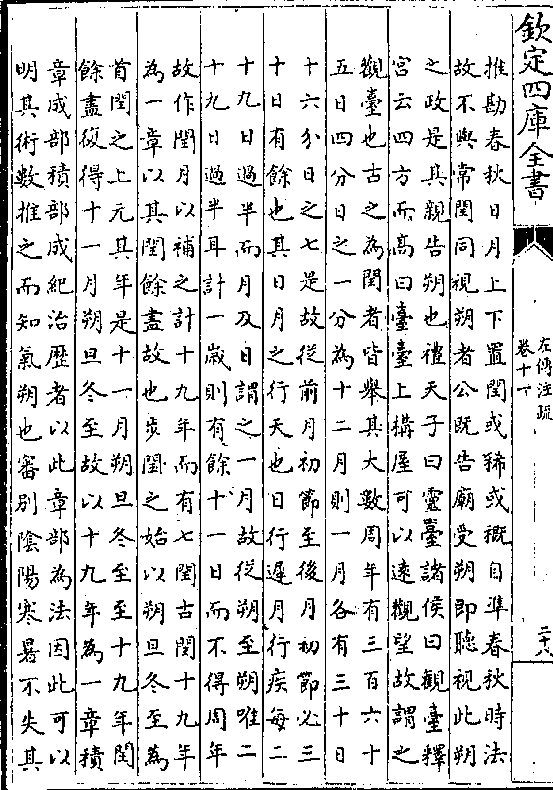 欽定四庫全書
左傳注疏
卷十一
二十八
推勘春秋日月上下置閏或稀或穊自準春秋時法
故不與常閏同視朔者公既告廟受朔即聽視此朔
之政是其親告朔也禮天子曰靈臺諸侯曰觀臺釋
宮云四方而高曰臺臺上構屋可以遠觀望故謂之
觀臺也古之為閏者皆舉其大數周年有三百六十
五日四分日之一分為十二月則一月各有三十日
十六分日之七是故從前月初節至後月初節必三
十日有餘也其日月之行天也日行遲月行疾每二
十九日過半而月及日謂之一月故從朔至朔唯二
十九日過半耳計一歲則有餘十一日而不得周年
故作閏月以補之計十九年而有七閏古閏十九年
為一章以其閏餘盡故也步閏之始以朔旦冬至為
首閏之上元其年是十一月朔旦冬至至十九年閏
餘盡復得十一月朔旦冬至故以十九年為一章積
章成部積部成紀治歷者以此章部為法因此可以
明其術數推之而知氣朔也審別陰陽寒暑不失其